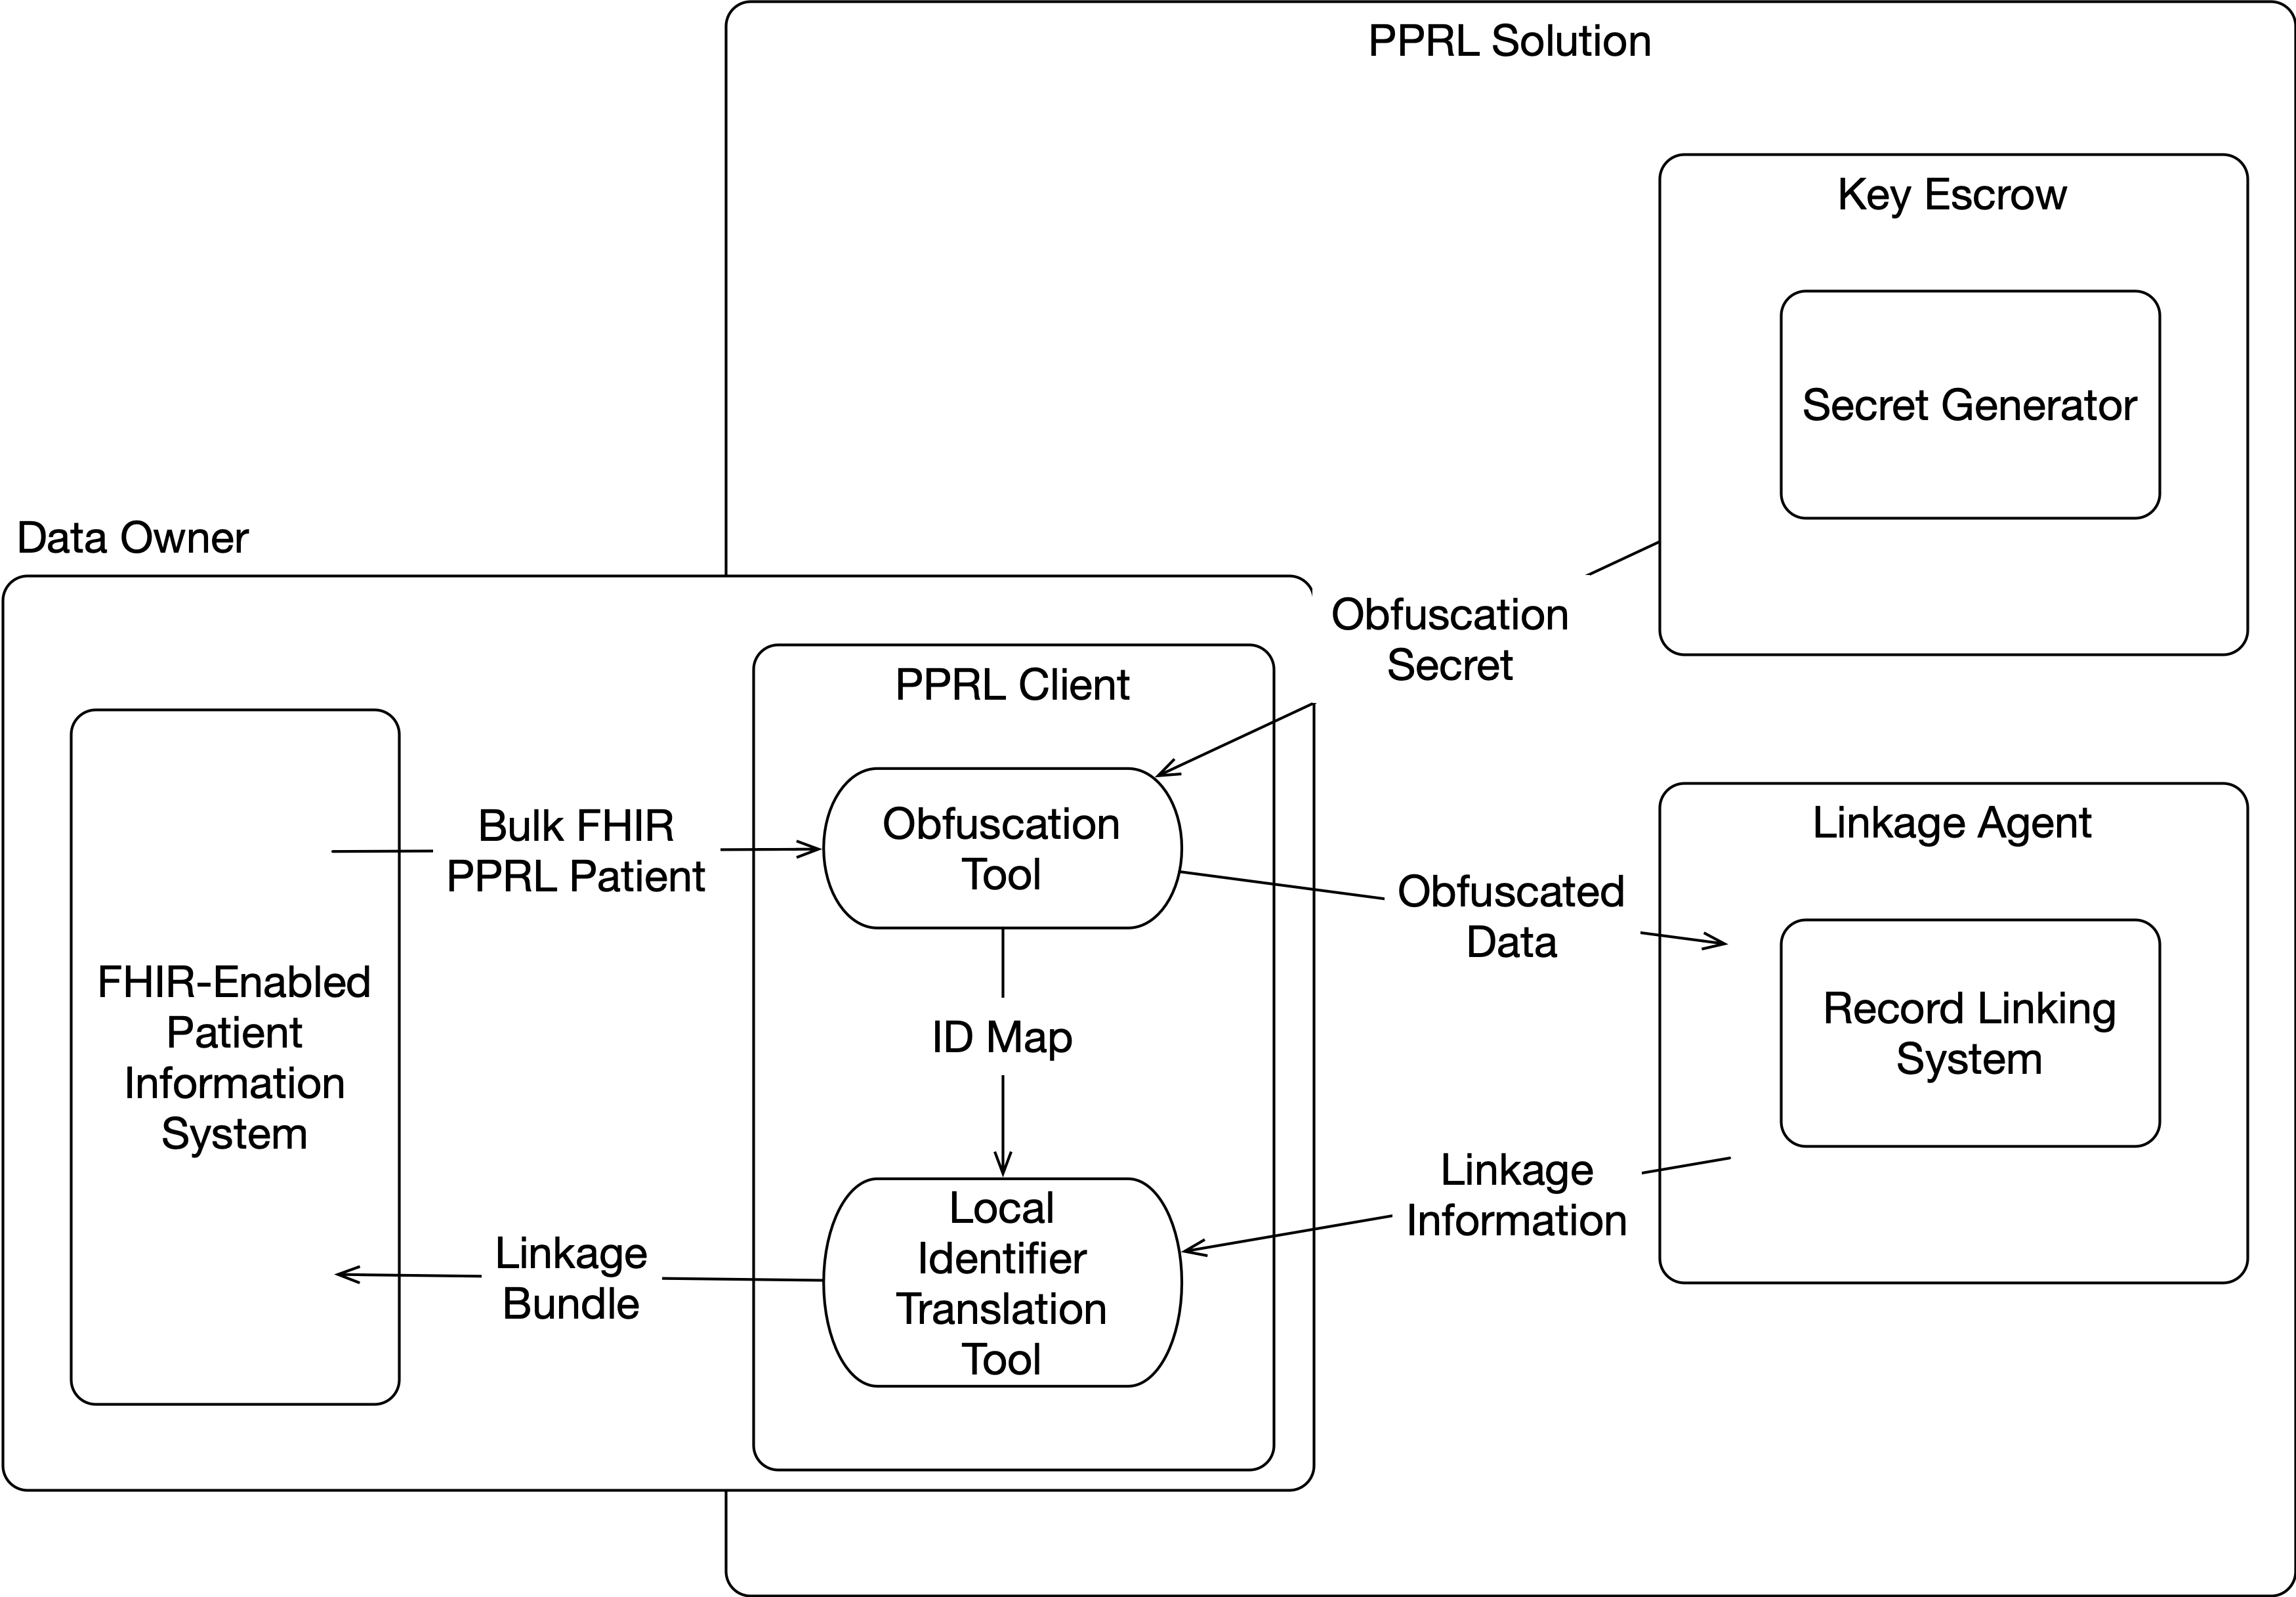 PPRL Solution
Key Escrow
Secret Generator
Data Owner
Obfuscation
Secret
PPRL Client
Bulk FHIR
PPRL Patient
Obfuscation
Tool
Linkage Agent
Obfuscated
Data
FHIR-Enabled
Patient
Information
System
ID Map
Record Linking
System
Linkage
Information
Local
Identifier
Translation
Tool
Linkage
Bundle